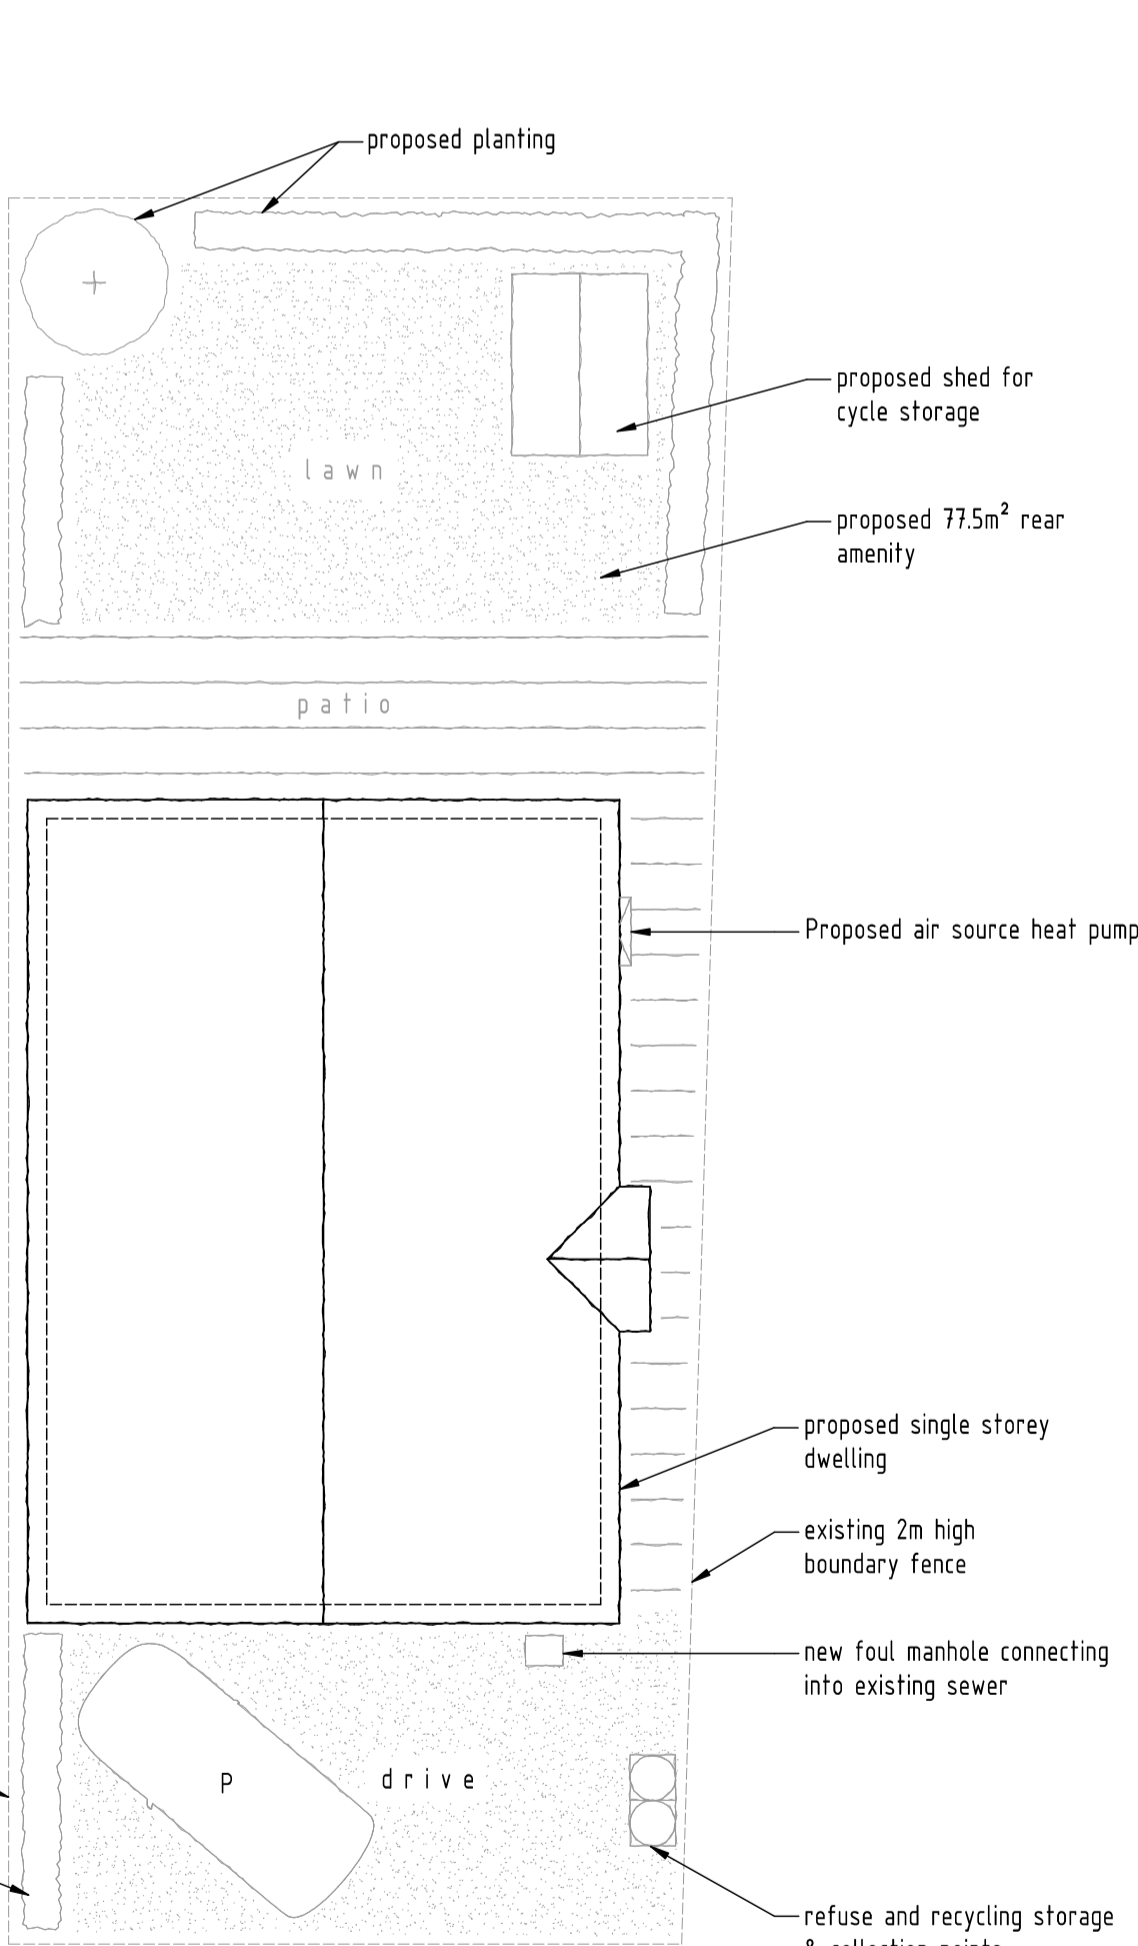 proposed planting
proposed shed for
cycle storage
lawn
proposed 77.5m² rear
amenity
patio
Proposed air source heat pump
proposed single storey
dwelling
existing 2m high
boundary fence
new foul manhole connecting
into existing sewer
P
drive
refuse and recycling storage
& collection points